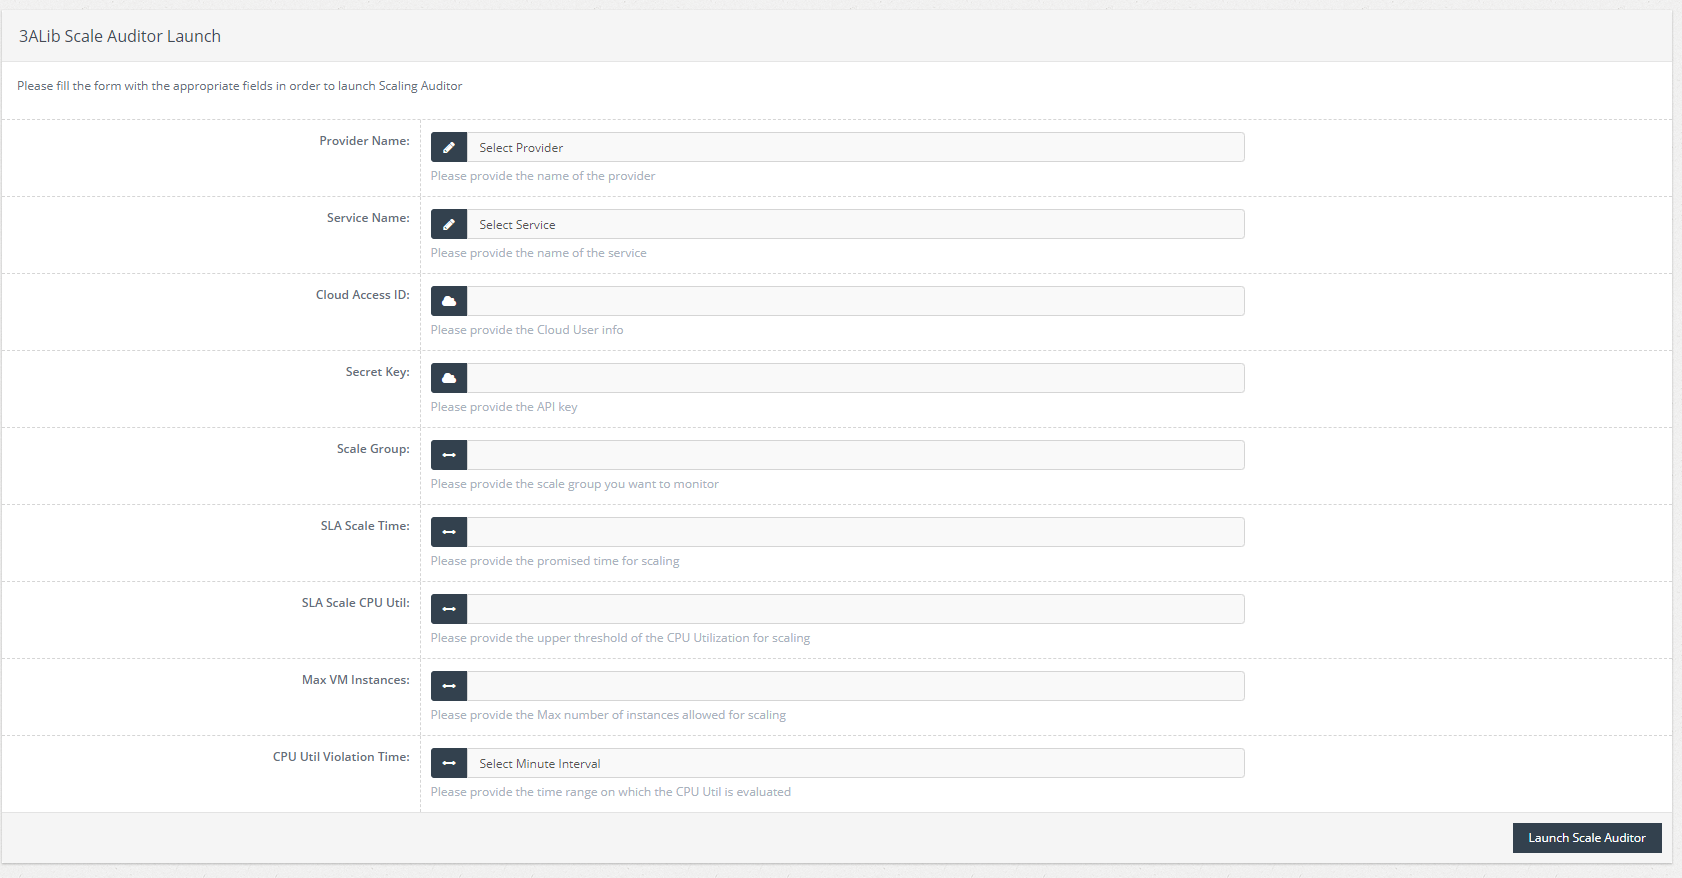 3ALib Scale Auditor Launch
Please fill the form with the appropriate fields in order to launch Scaling Auditor
Provider Name:
Select Provider
Please provide the name of the provider
Service Name:
Select Service
Please provide the name of the service
Cloud Access ID:
Please provide the Cloud User info
Secret Key:
Please provide the API key
Scale Group:
Please provide the scale group you want to monitor
SLA Scale Time:
Please provide the promised time for scaling
SLA Scale CPU Util:
Please provide the upper threshold of the CPU Utilization for scaling
Max VM Instances:
Please provide the Max number of instances allowed for scaling
CPU Util Violation Time:
Select Minute Interval
Please provide the time range on which the CPU Util is evaluated
Launch Scale Auditor